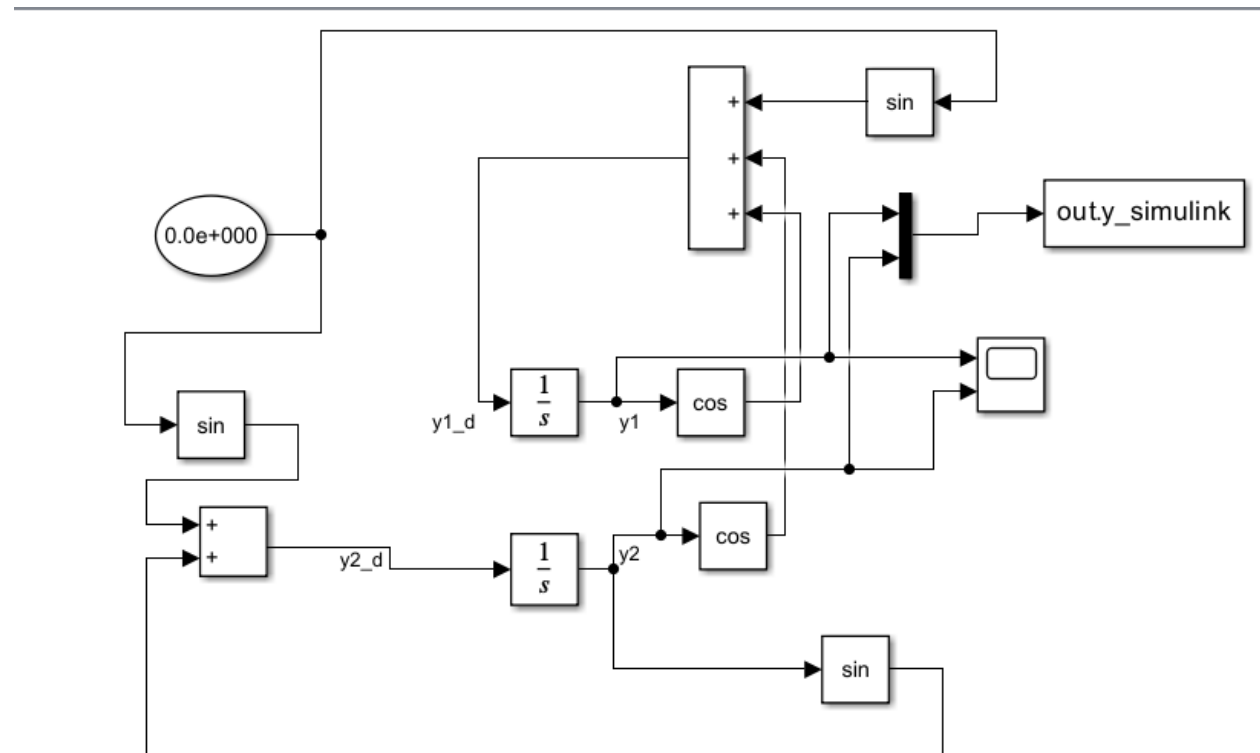 sin
+
+
+
out.y_simulink
0.0e+000
1
s
cos
y1_d
y1
sin
+
+
cos
y2_d
1
s
y2
sin